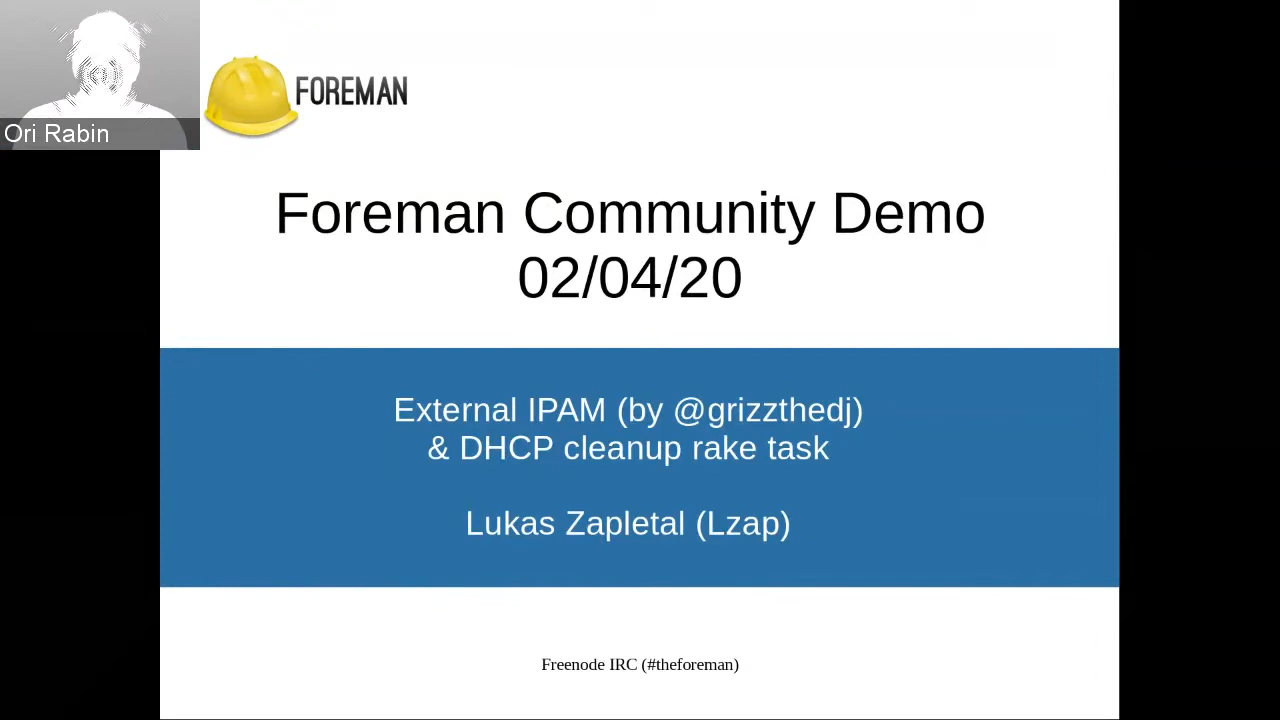 Ori Rabin
FOREMAN
Foreman Community Demo
02/04/20
External IPAM (by @grizzthedj)
& DHCP cleanup rake task
Lukas Zapletal (Lzap)
Freenode IRC (#theforeman)